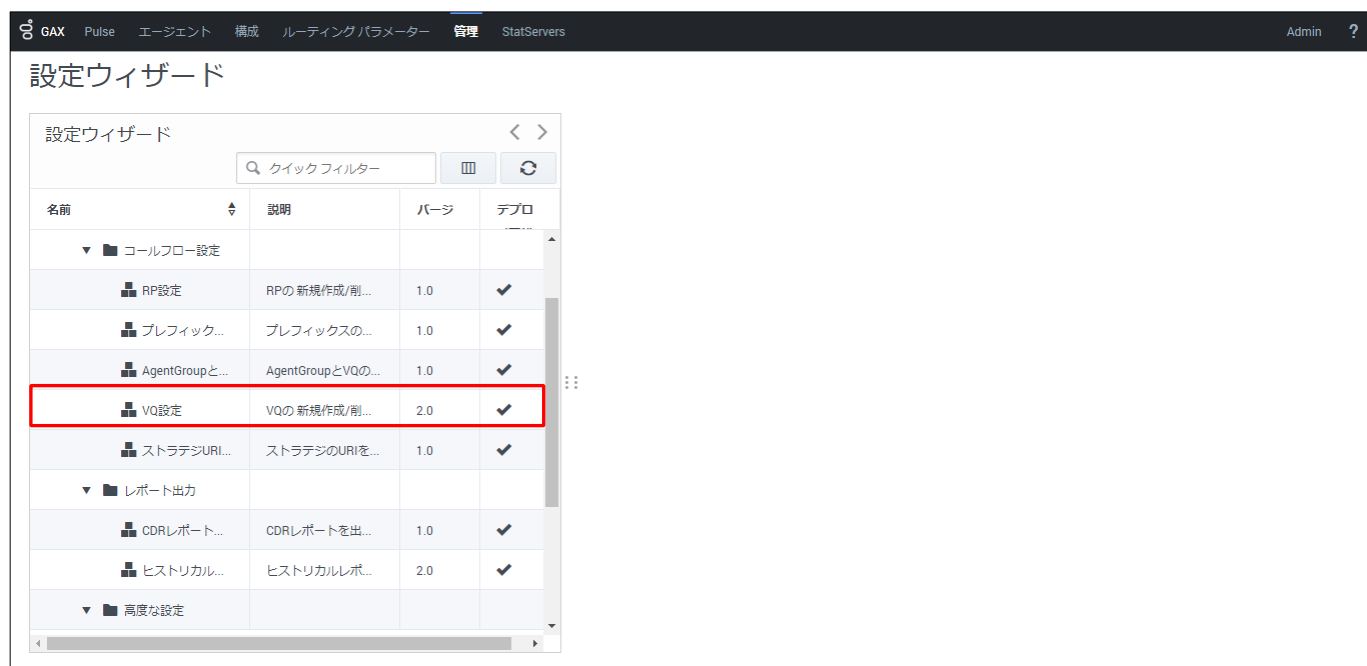 GAX Pulse エージェント 構成 ルーティング パラメーター 管理 StatServers Admin ?
設定ウィザード
設定ウィザード
クイック フィルター
名前 説明 バージ デプロ
コールフロー設定
RP設定 RPの 新規作成/削... 1.0
プレフィック... プレフィックスの... 1.0
AgentGroupと... AgentGroupとVQの... 1.0
VQ設定 VQの 新規作成/削... 2.0
ストラテジURI... ストラテジのURIを... 1.0
レポート出力
CDRレポート... CDRレポートを出... 1.0
ヒストリカル... ヒストリカルレポ... 2.0
高度な設定